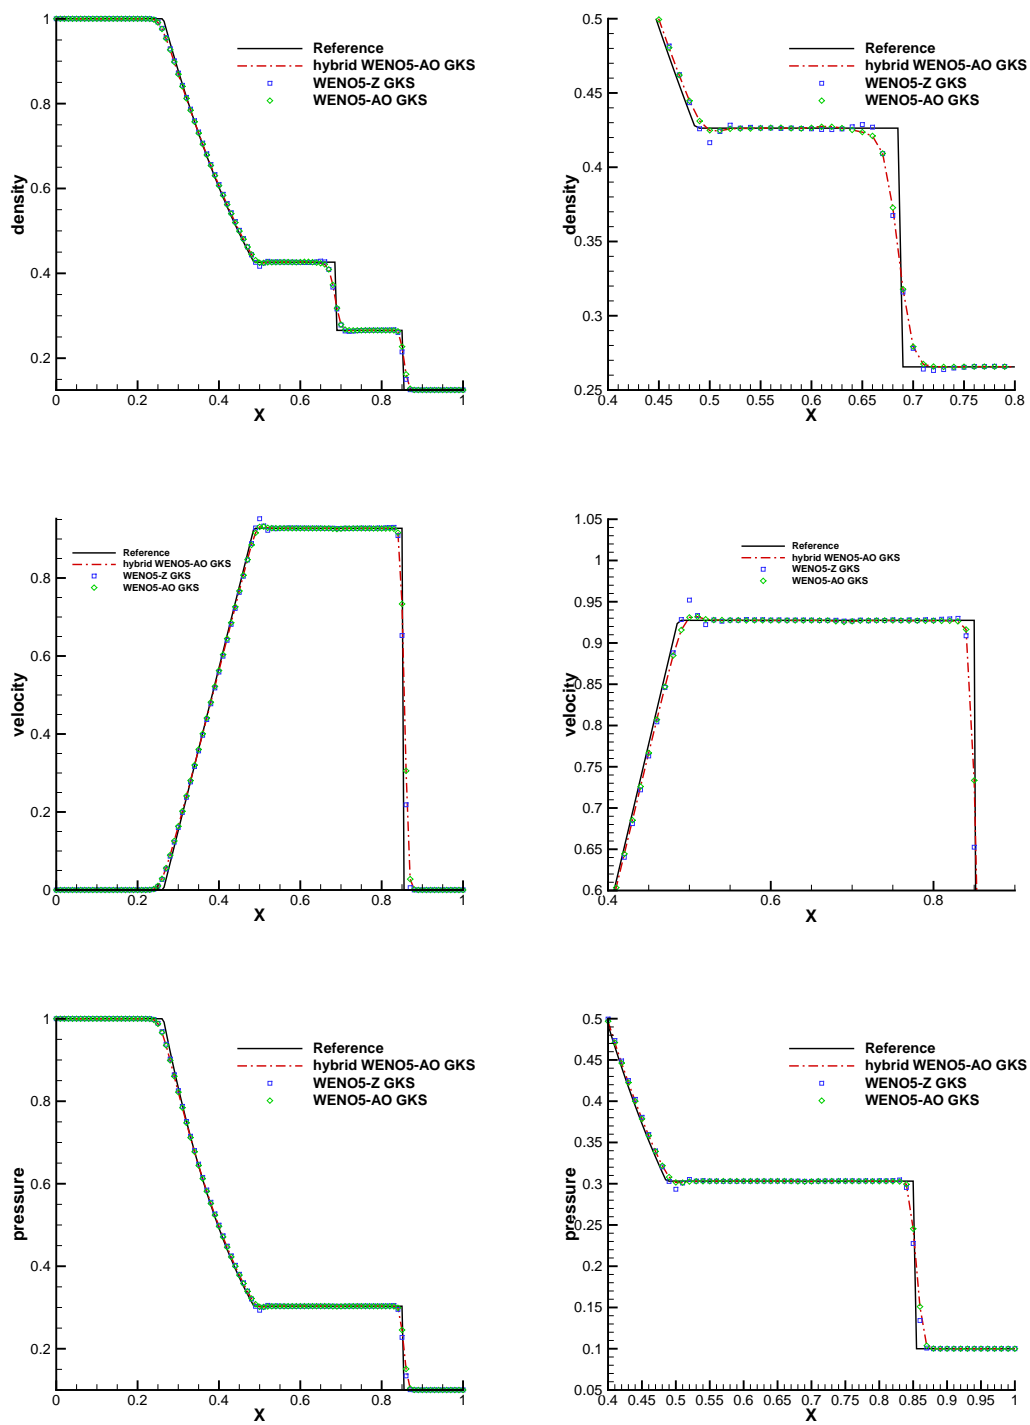 1
0.8
0.6
0.4
0.2
0
0.2
0.4
0.6
0.8
1
X
density
Reference
hybrid WENO5-AO GKS
WENO5-Z GKS
WENO5-AO GKS
0.5
0.45
0.4
0.35
0.3
0.25
0.4
0.45
0.5
0.55
0.6
0.65
0.7
0.75
0.8
X
density
Reference
hybrid WENO5-AO GKS
WENO5-Z GKS
WENO5-AO GKS
0.8
0.6
0.4
0.2
0
0
0.2
0.4
0.6
0.8
1
X
velocity
Reference
hybrid WENO5-AO GKS
WENO5-Z GKS
WENO5-AO GKS
1.05
1
0.95
0.9
0.85
0.8
0.75
0.7
0.65
0.6
0.4
0.6
0.8
X
velocity
Reference
hybrid WENO5-AO GKS
WENO5-Z GKS
WENO5-AO GKS
1
0.8
0.6
0.4
0.2
0
0.2
0.4
0.6
0.8
1
X
pressure
Reference
hybrid WENO5-AO GKS
WENO5-Z GKS
WENO5-AO GKS
0.5
0.45
0.4
0.35
0.3
0.25
0.2
0.15
0.1
0.05
0.4
0.45
0.5
0.55
0.6
0.65
0.7
0.75
0.8
0.85
0.9
0.95
1
X
pressure
Reference
hybrid WENO5-AO GKS
WENO5-Z GKS
WENO5-AO GKS